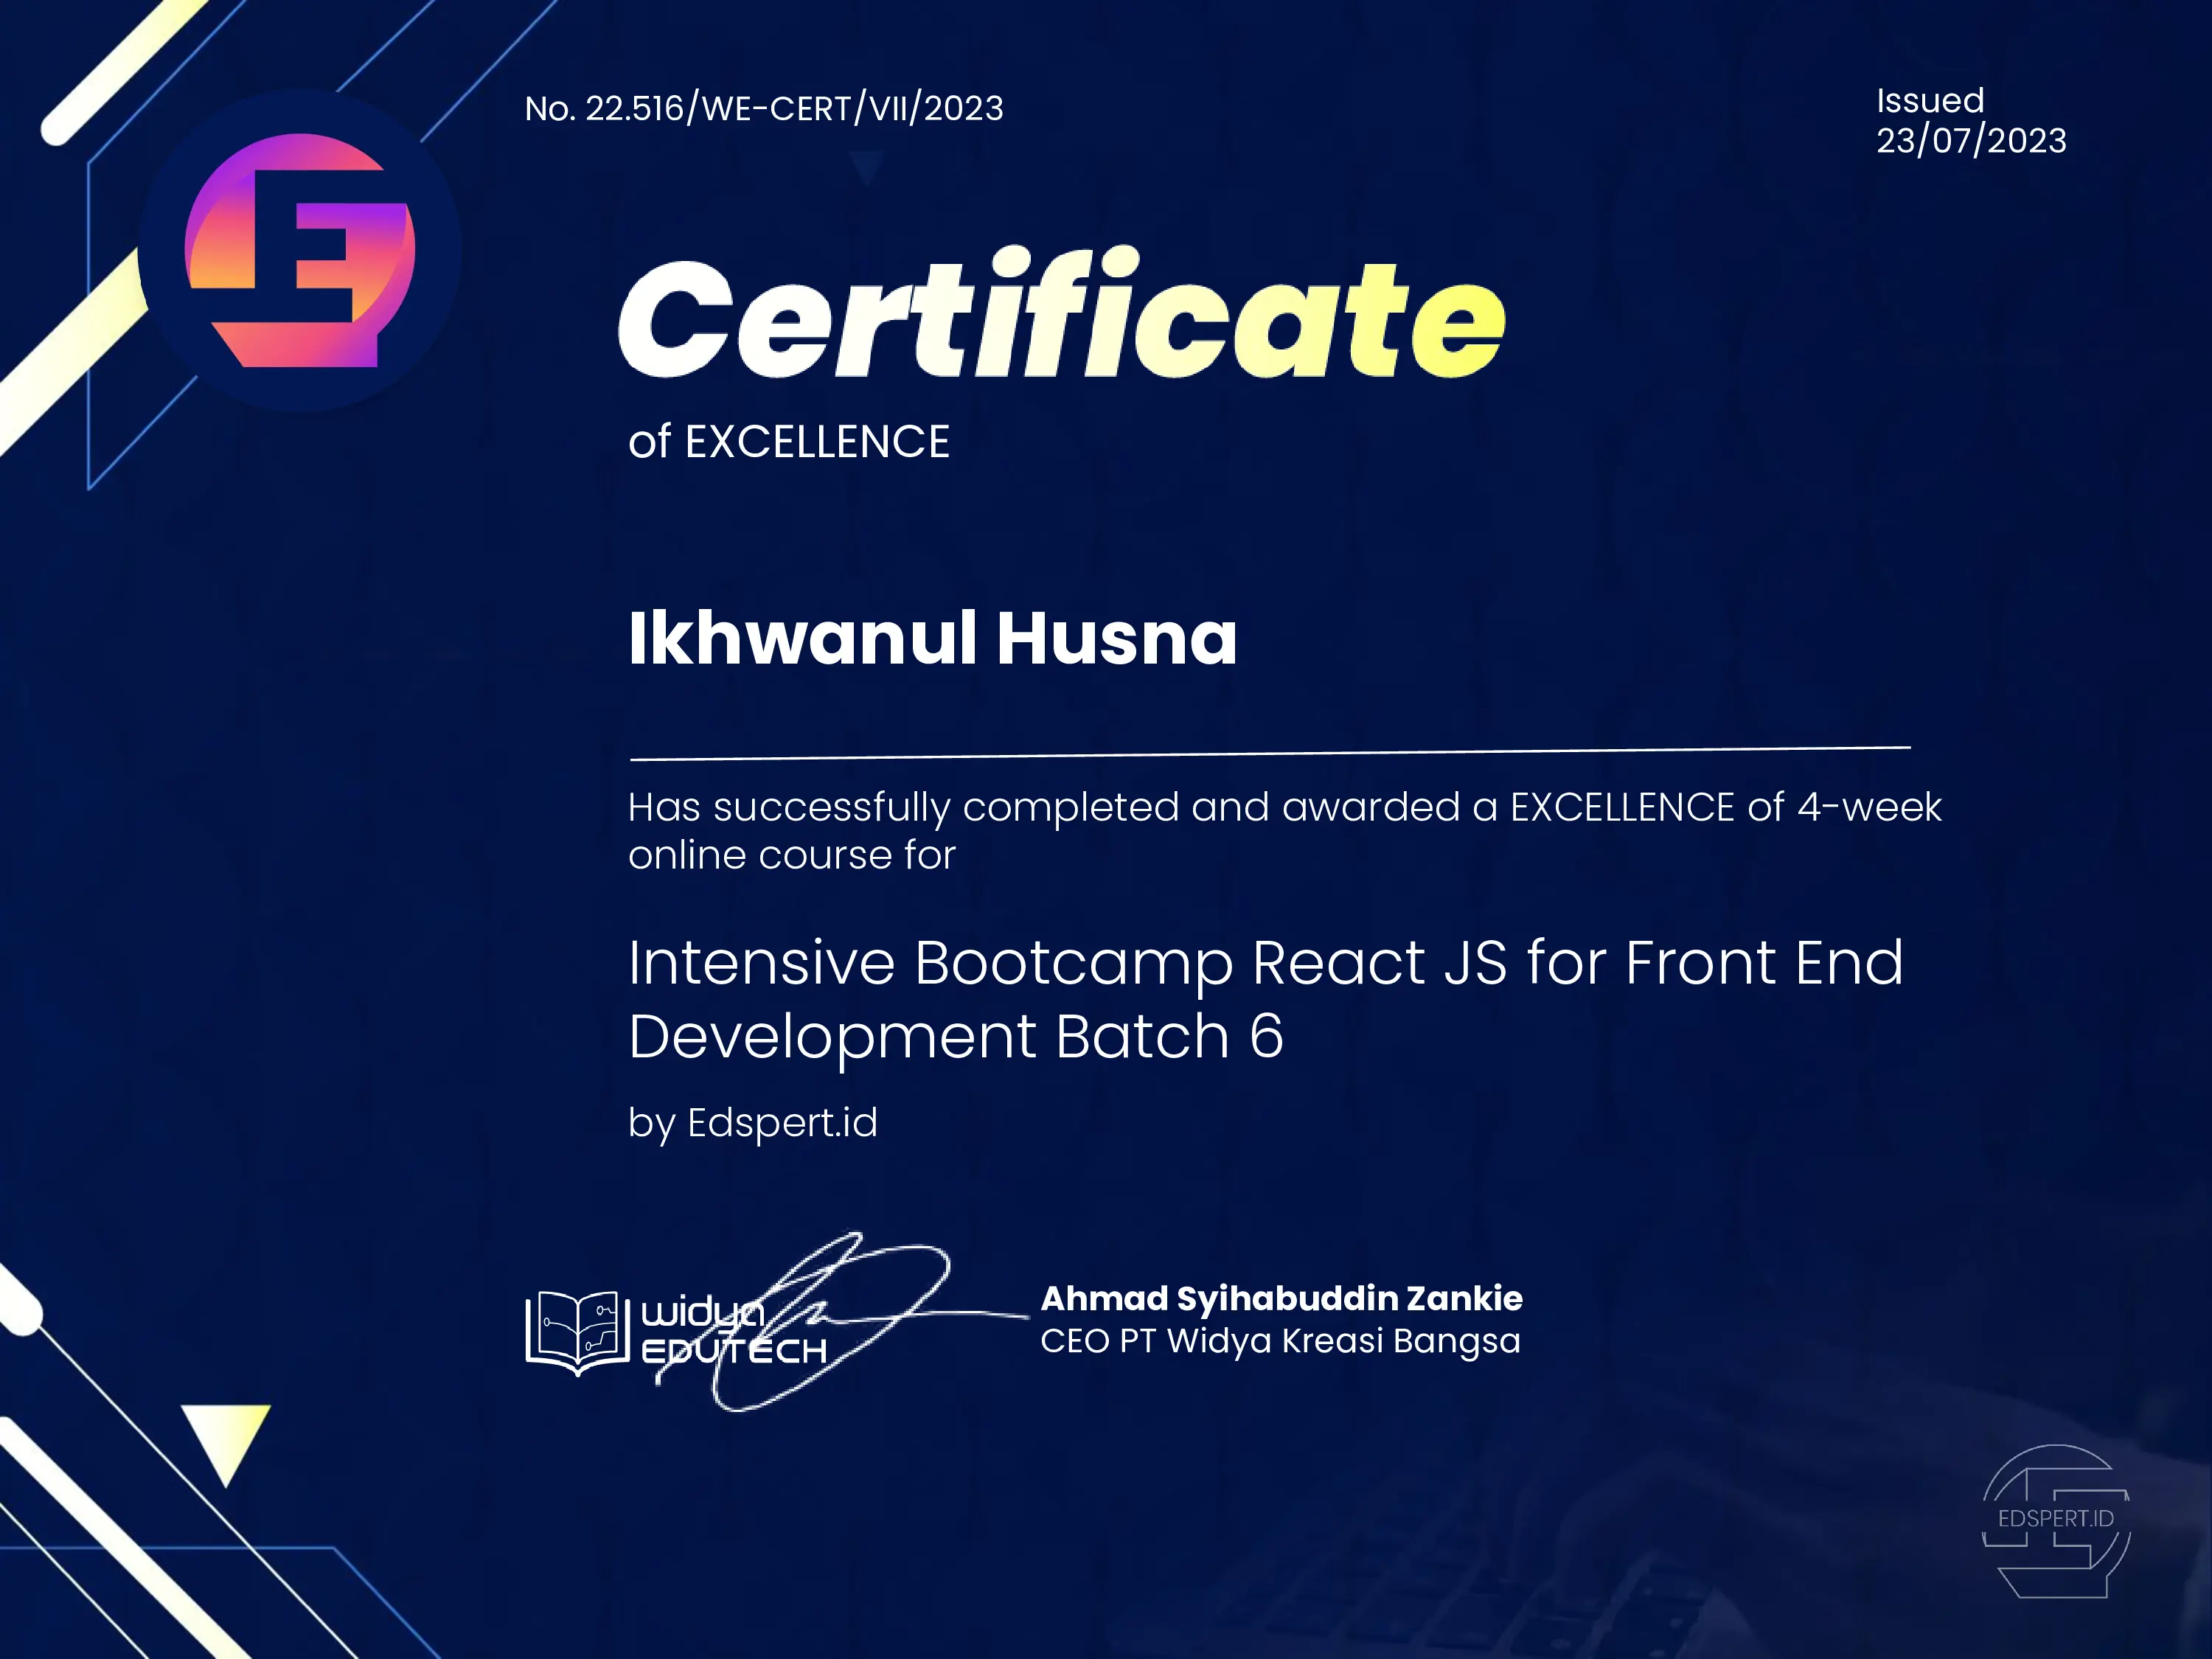 No. 22.516/WE-CERT/VII/2023
Issued
23/07/2023
Certificate
of EXCELLENCE
Ikhwanul Husna
Has successfully completed and awarded a EXCELLENCE of 4-week
online course for
Intensive Bootcamp React JS for Front End
Development Batch 6
by Edspert.id
widya
EDUTECH
Ahmad Syihabuddin Zankie
CEO PT Widya Kreasi Bangsa
EDSPERT.ID